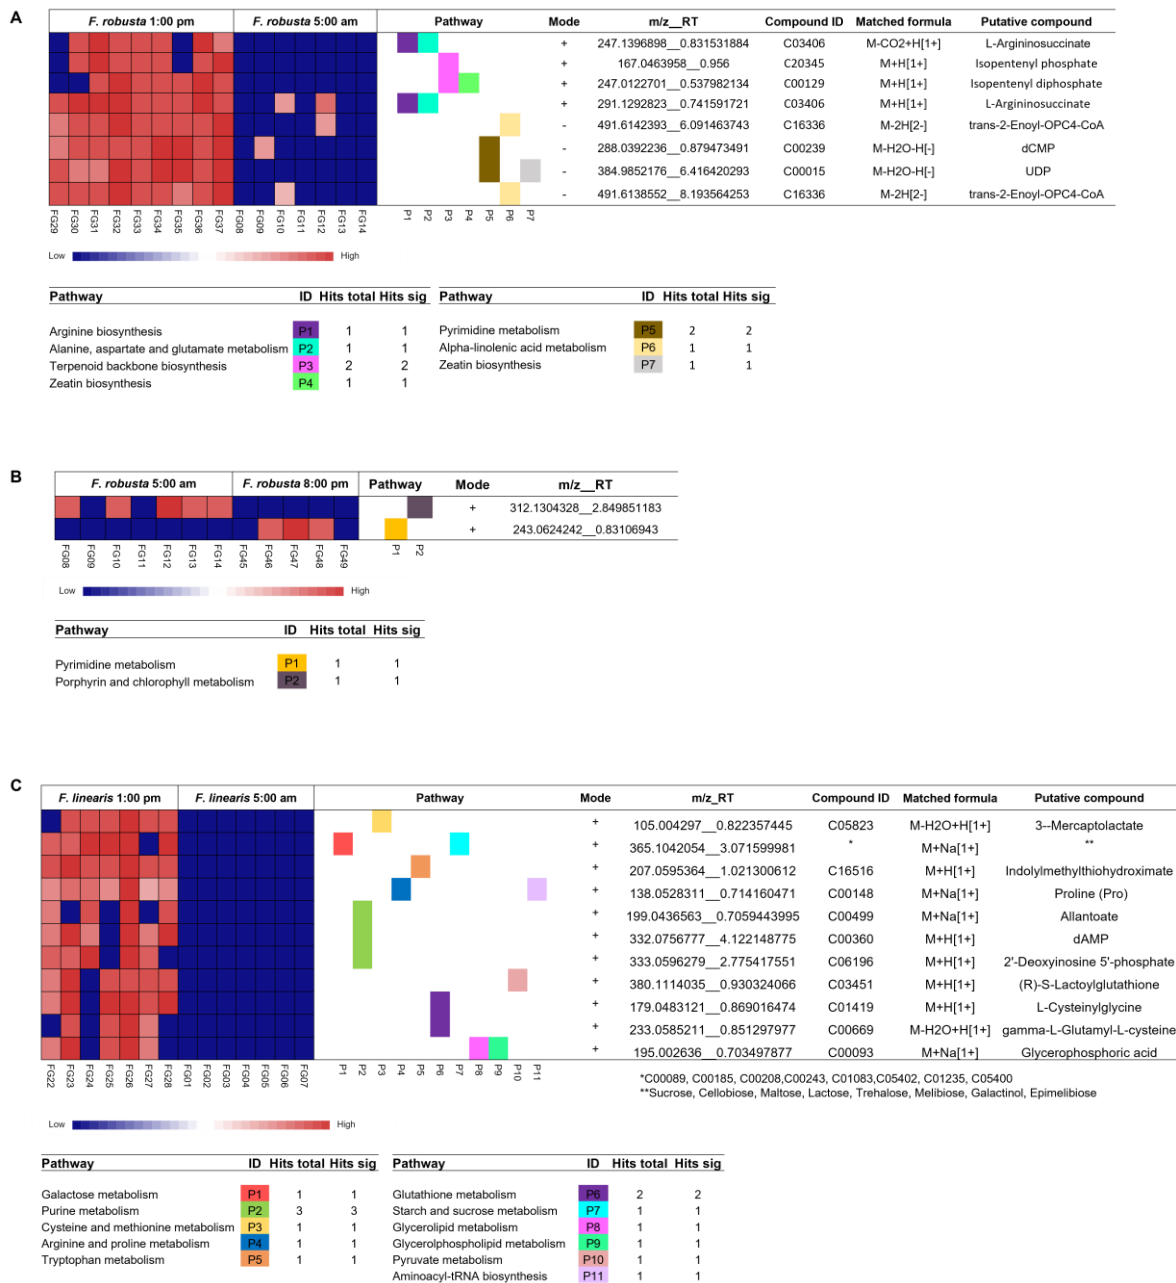 A
F. robusta 1:00 pm F. robusta 5:00 am Pathway Mode m/z__RT Compound ID Matched formula Putative compound
+ 247.1396898__0.831531884 C03406 M-CO2+H[1+] L-Argininosuccinate
+ 167.0463958__0.956 C20345 M+H[1+] Isopentenyl phosphate
+ 247.0122701__0.537982134 C00129 M+H[1+] Isopentenyl diphosphate
+ 291.1292823__0.741591721 C03406 M+H[1+] L-Argininosuccinate
- 491.6142393__6.091463743 C16336 M-2H[2-] trans-2-Enoyl-OPC4-CoA
- 288.0392236__0.879473491 C00239 M-H2O-H[-] dCMP
- 384.9852176__6.416420293 C00015 M-H2O-H[-] UDP
- 491.6138552__8.193564253 C16336 M-2H[2-] trans-2-Enoyl-OPC4-CoA
FG29 FG30 FG31 FG32 FG33 FG34 FG35 FG36 FG37 FG08 FG09 FG10 FG11 FG12 FG13 FG14 P1 P2 P3 P4 P5 P6 P7
Low High
Pathway ID Hits total Hits sig Pathway ID Hits total Hits sig
Arginine biosynthesis P1 1 1 Pyrimidine metabolism P5 2 2
Alanine, aspartate and glutamate metabolism P2 1 1 Alpha-linolenic acid metabolism P6 1 1
Terpenoid backbone biosynthesis P3 2 2 Zeatin biosynthesis P7 1 1
Zeatin biosynthesis P4 1 1
B
F. robusta 5:00 am F. robusta 8:00 pm Pathway Mode m/z__RT
+ 312.1304328__2.849851183
+ 243.0624242__0.83106943
FG08 FG09 FG10 FG11 FG12 FG13 FG14 FG45 FG46 FG47 FG48 FG49 P1 P2
Low High
Pathway ID Hits total Hits sig
Pyrimidine metabolism P1 1 1
Porphyrin and chlorophyll metabolism P2 1 1
C
F. linearis 1:00 pm F. linearis 5:00 am Pathway Mode m/z_RT Compound ID Matched formula Putative compound
+ 105.004297__0.822357445 C05823 M-H2O+H[1+] 3--Mercaptolactate
+ 365.1042054__3.071599981 * M+Na[1+] **
+ 207.0595364__1.021300612 C16516 M+H[1+] Indolylmethylthiohydroximate
+ 138.0528311__0.714160471 C00148 M+Na[1+] Proline (Pro)
+ 199.0436563__0.7059443995 C00499 M+Na[1+] Allantoate
+ 332.0756777__4.122148775 C00360 M+H[1+] dAMP
+ 333.0596279__2.775417551 C06196 M+H[1+] 2'-Deoxyinosine 5'-phosphate
+ 380.1114035__0.930324066 C03451 M+H[1+] (R)-S-Lactoylglutathione
+ 179.0483121__0.869016474 C01419 M+H[1+] L-Cysteinylglycine
+ 233.0585211__0.851297977 C00669 M-H2O+H[1+] gamma-L-Glutamyl-L-cysteine
+ 195.002636__0.703497877 C00093 M+Na[1+] Glycerophosphoric acid
FG22 FG23 FG24 FG25 FG26 FG27 FG28 FG01 FG02 FG03 FG04 FG05 FG06 FG07 P1 P2 P3 P4 P5 P6 P7 P8 P9 P10 P11
*C00089, C00185, C00208,C00243, C01083,C05402, C01235, C05400
**Sucrose, Cellobiose, Maltose, Lactose, Trehalose, Melibiose, Galactinol, Epimelibiose
Low High
Pathway ID Hits total Hits sig Pathway ID Hits total Hits sig
Galactose metabolism P1 1 1 Glutathione metabolism P6 2 2
Purine metabolism P2 3 3 Starch and sucrose metabolism P7 1 1
Cysteine and methionine metabolism P3 1 1 Glycerolipid metabolism P8 1 1
Arginine and proline metabolism P4 1 1 Glycerolphospholipid metabolism P9 1 1
Tryptophan metabolism P5 1 1 Pyruvate metabolism P10 1 1
Aminoacyl-tRNA biosynthesis P11 1 1